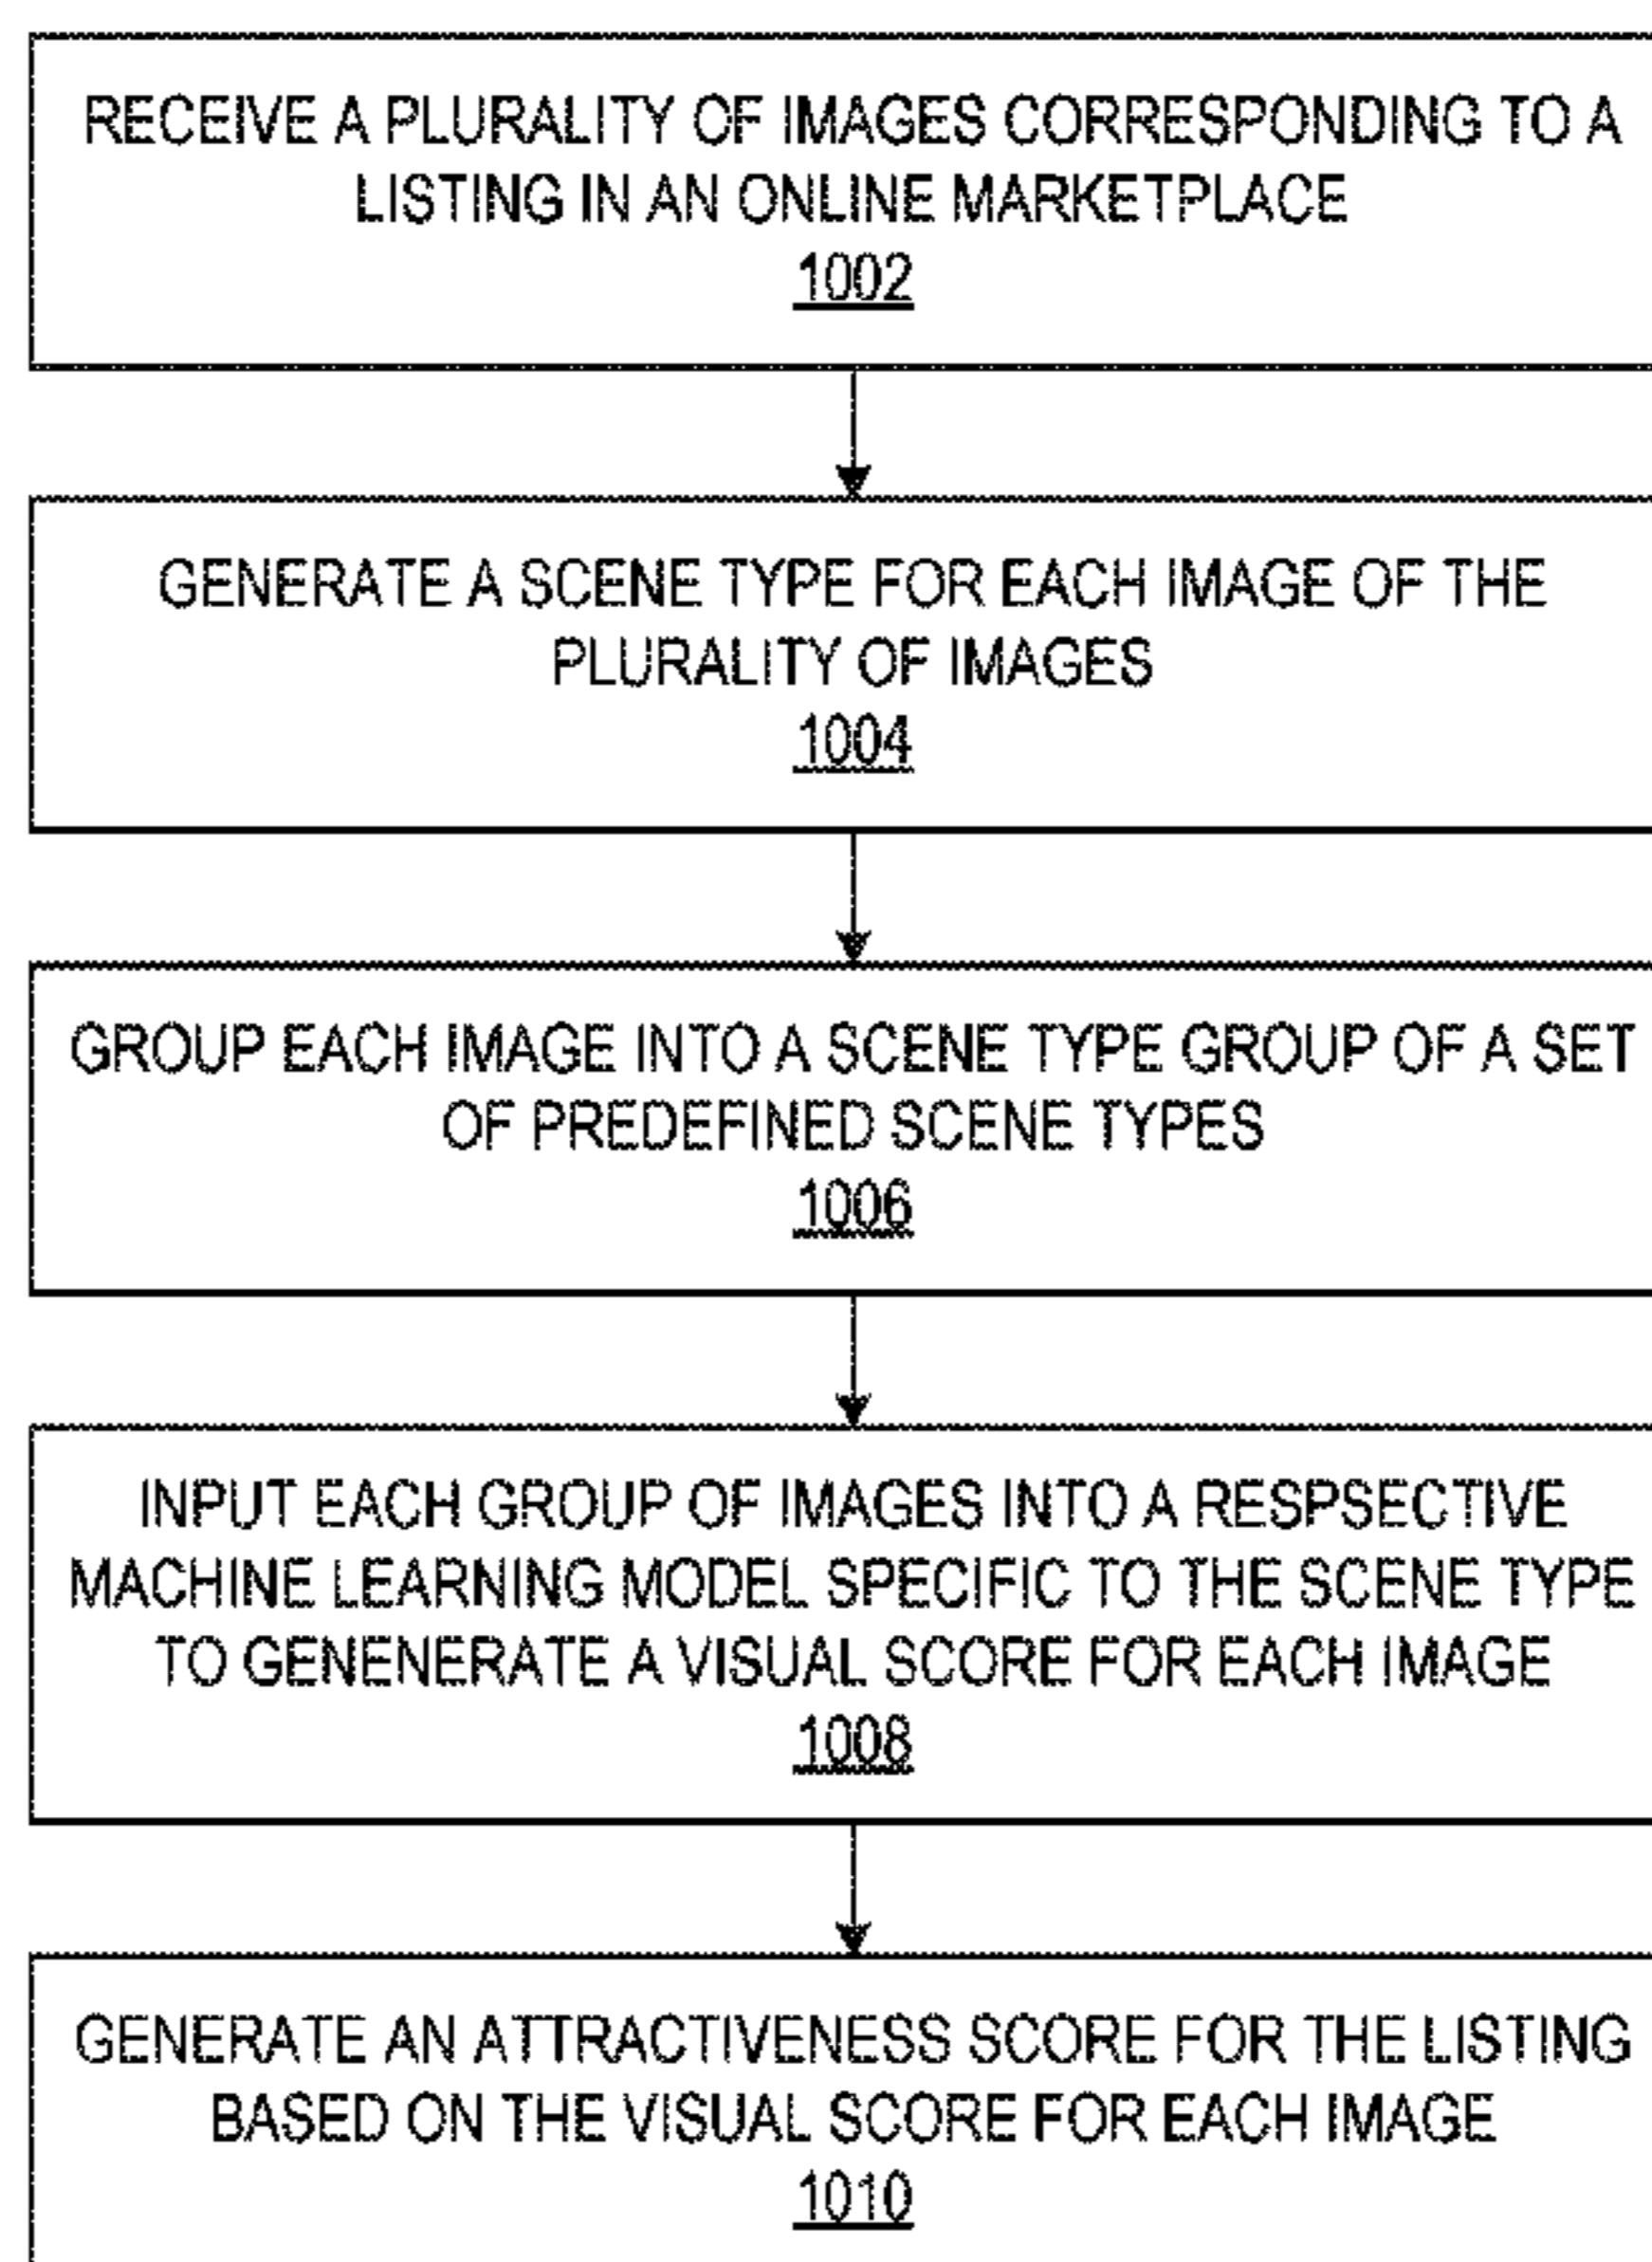 RECEIVE A PLURALITY OF IMAGES CORRESPONDING TO A
LISTING IN AN ONLINE MARKETPLACE
1002
GENERATE A SCENE TYPE FOR EACH IMAGE OF THE
PLURALITY OF IMAGES
1004
GROUP EACH IMAGE INTO A SCENE TYPE GROUP OF A SET
OF PREDEFINED SCENE TYPES
1006
INPUT EACH GROUP OF IMAGES INTO A RESPSECTIVE
MACHINE LEARNING MODEL SPECIFIC TO THE SCENE TYPE
TO GENENERATE A VISUAL SCORE FOR EACH IMAGE
1008
GENERATE AN ATTRACTIVENESS SCORE FOR THE LISTING
BASED ON THE VISUAL SCORE FOR EACH IMAGE
1010